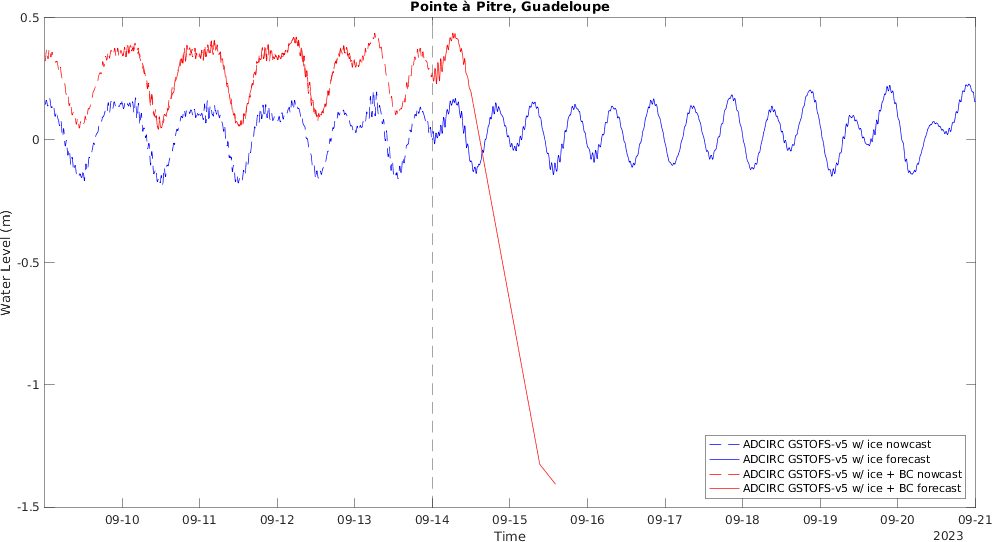 Pointe à Pitre, Guadeloupe
0.5
0
-0.5
-1
-1.5
Water Level (m)
09-10 09-11 09-12 09-13 09-14 09-15 09-16 09-17 09-18 09-19 09-20 09-21
Time
2023
ADCIRC GSTOFS-v5 w/ ice nowcast
ADCIRC GSTOFS-v5 w/ ice forecast
ADCIRC GSTOFS-v5 w/ ice + BC nowcast
ADCIRC GSTOFS-v5 w/ ice + BC forecast